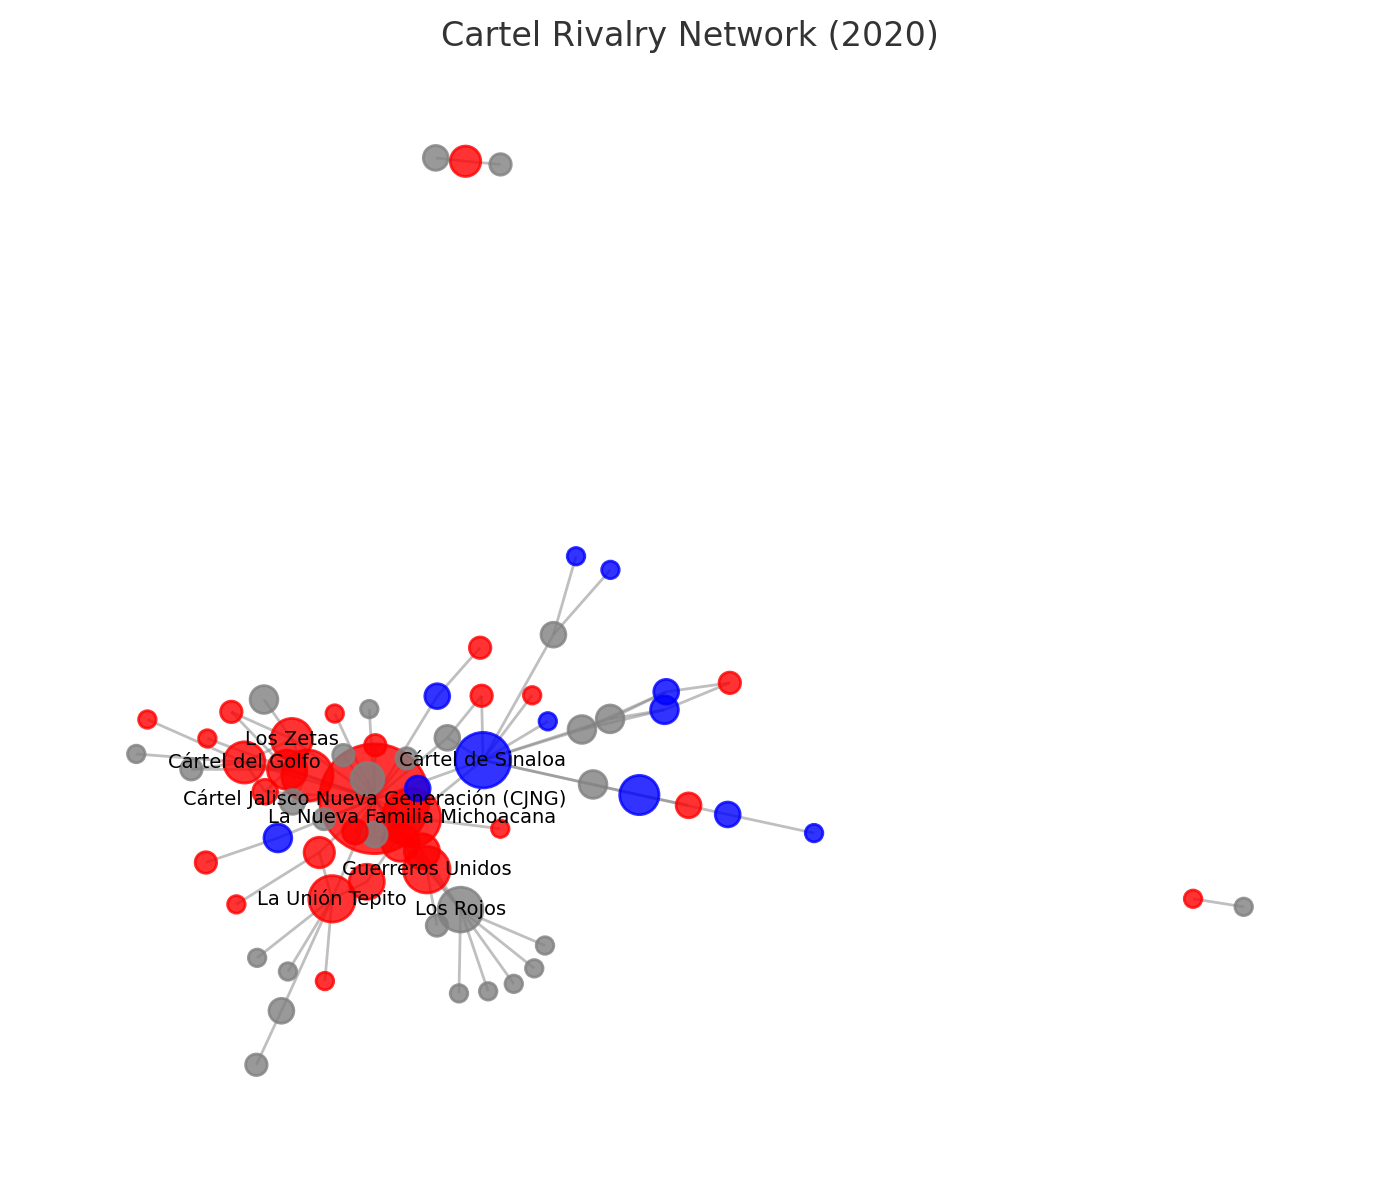 Cartel Rivalry Network (2020)
Los Zetas
Cártel del Golfo
Cártel de Sinaloa
Cártel Jalisco Nueva Generación (CJNG)
La Nueva Familia Michoacana
Guerreros Unidos
La Unión Tepito
Los Rojos